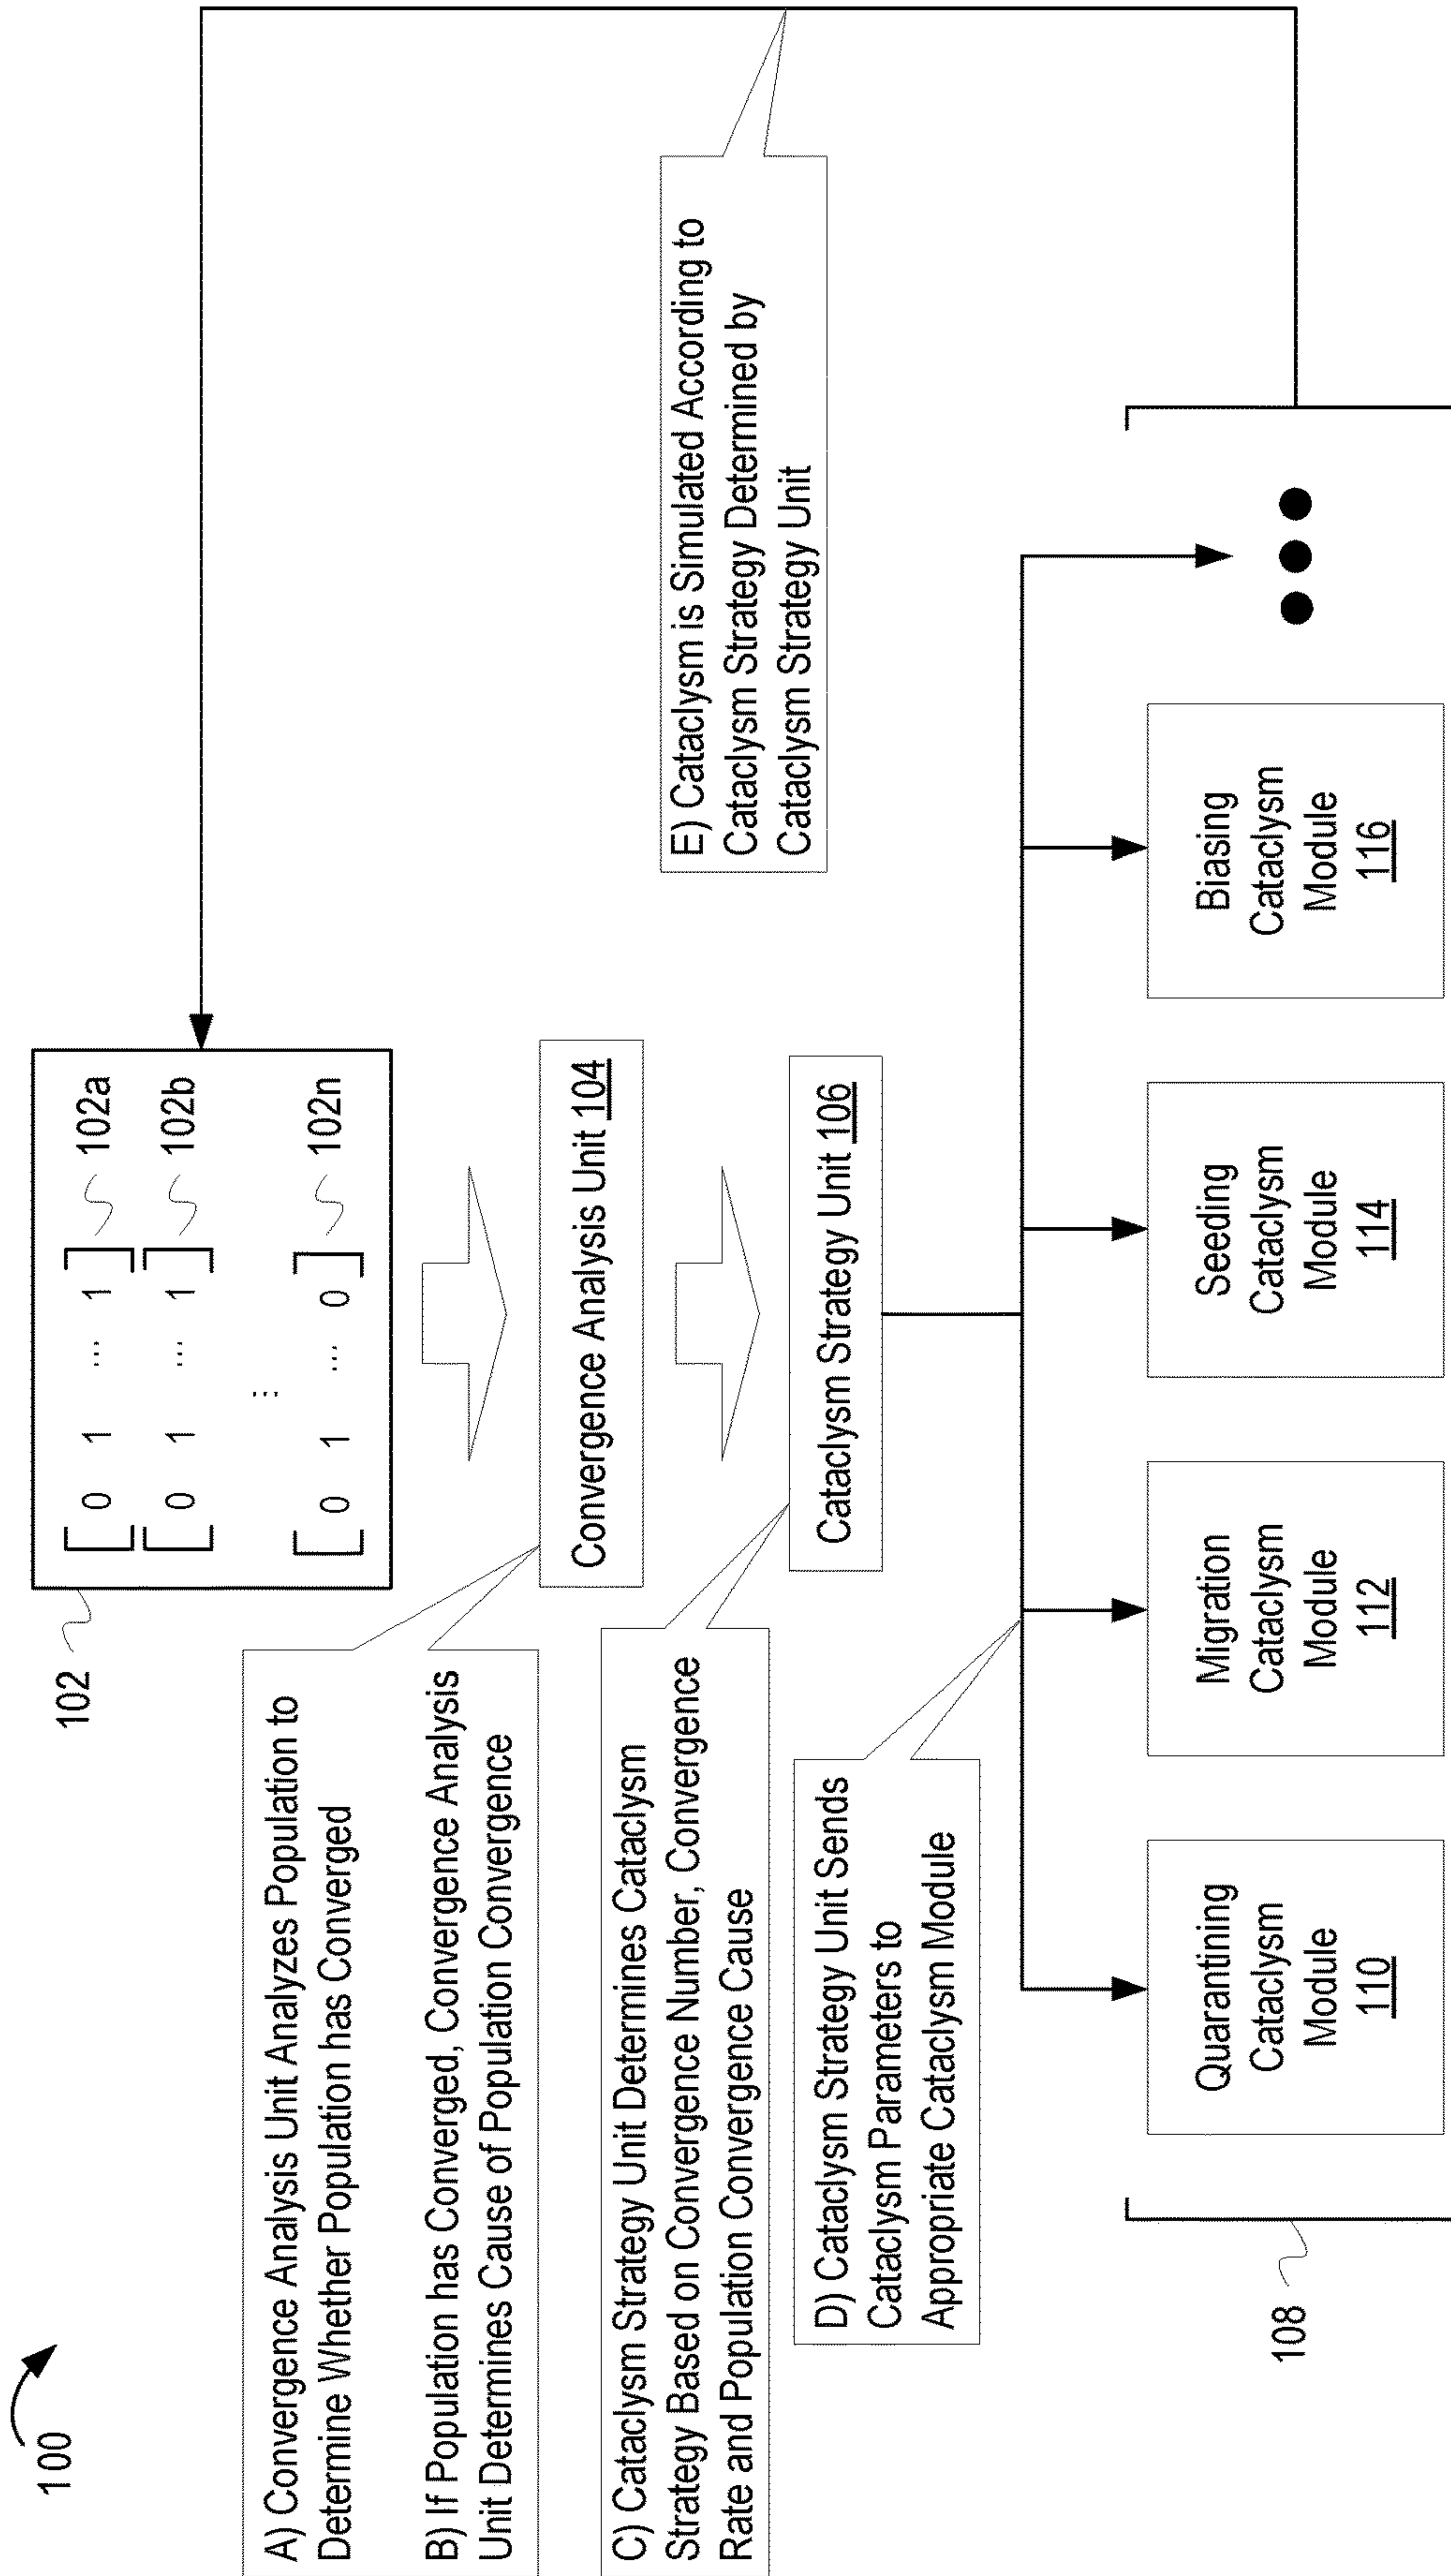 100
102
[ 0 1 ... 1 ] 102a
[ 0 1 ... 1 ] 102b
⋮
[ 0 1 ... 0 ] 102n
A) Convergence Analysis Unit Analyzes Population to
Determine Whether Population has Converged
B) If Population has Converged, Convergence Analysis
Unit Determines Cause of Population Convergence
Convergence Analysis Unit 104
C) Cataclysm Strategy Unit Determines Cataclysm
Strategy Based on Convergence Number, Convergence
Rate and Population Convergence Cause
Cataclysm Strategy Unit 106
D) Cataclysm Strategy Unit Sends
Cataclysm Parameters to
Appropriate Cataclysm Module
E) Cataclysm is Simulated According to
Cataclysm Strategy Determined by
Cataclysm Strategy Unit
108
Quarantining
Cataclysm
Module
110
Migration
Cataclysm
Module
112
Seeding
Cataclysm
Module
114
Biasing
Cataclysm
Module
116